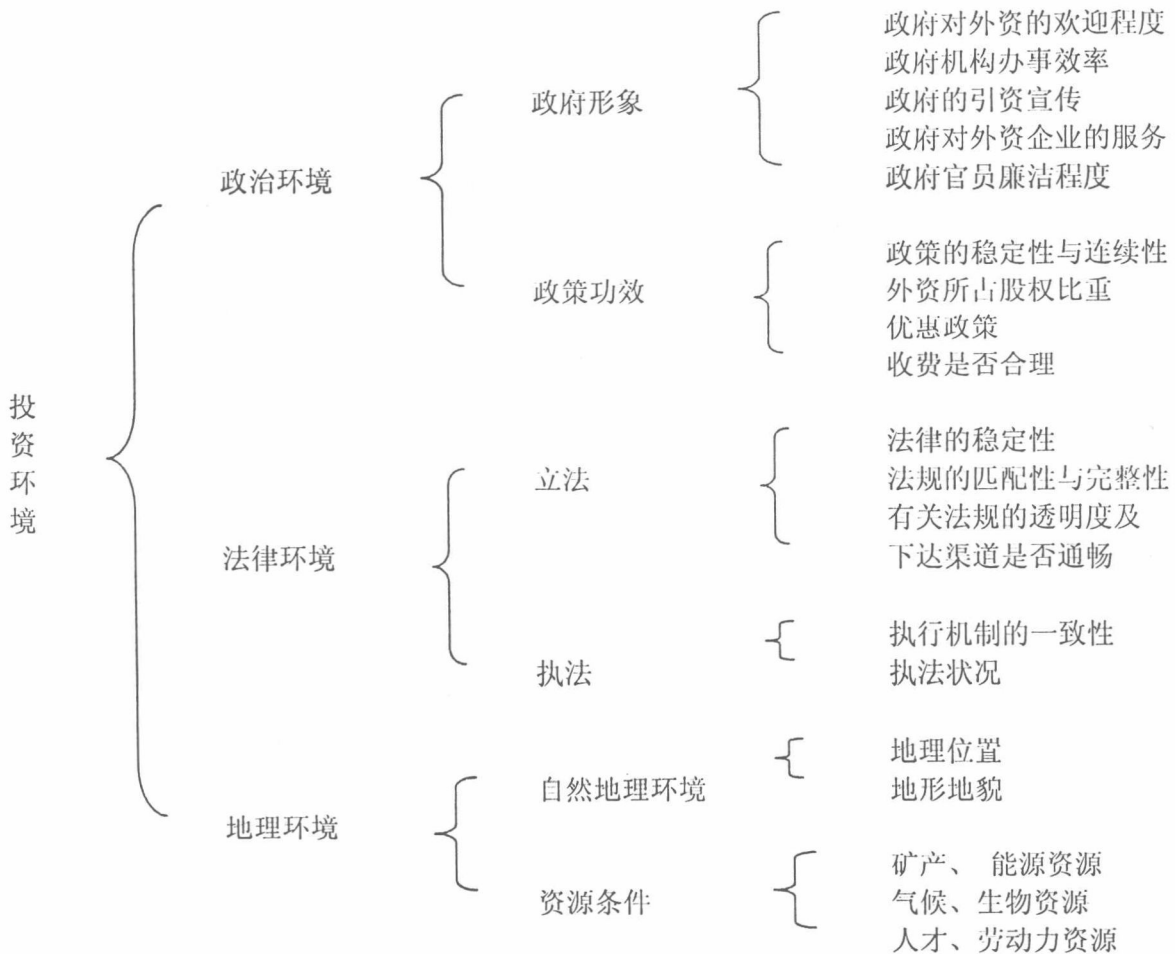 投资环境
政治环境
政府形象
政府对外资的欢迎程度
政府机构办事效率
政府的引资宣传
政府对外资企业的服务
政府官员廉洁程度
政策功效
政策的稳定性与连续性
外资所占股权比重
优惠政策
收费是否合理
法律环境
立法
法律的稳定性
法规的匹配性与完整性
有关法规的透明度及
下达渠道是否通畅
执法
执行机制的一致性
执法状况
地理环境
自然地理环境
地理位置
地形地貌
资源条件
矿产、 能源资源
气候、生物资源
人才、劳动力资源